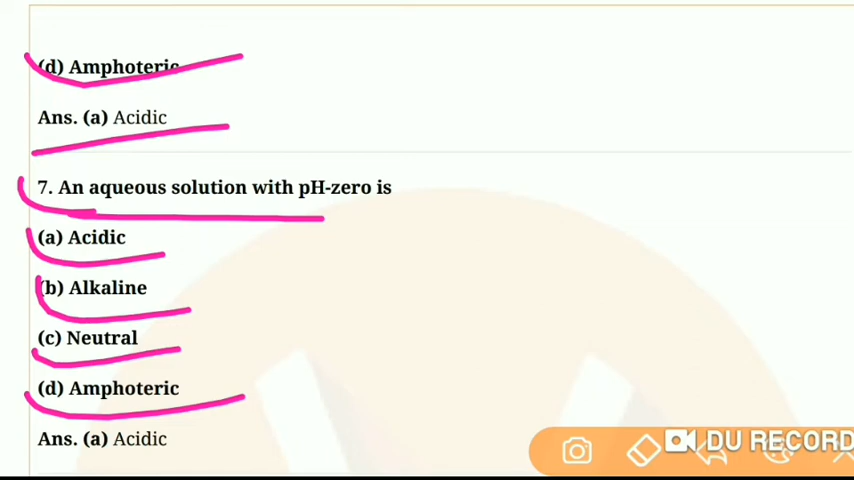 (d) Amphoteric
Ans. (a) Acidic
7. An aqueous solution with pH-zero is
(a) Acidic
(b) Alkaline
(c) Neutral
(d) Amphoteric
Ans. (a) Acidic
DU RECORD